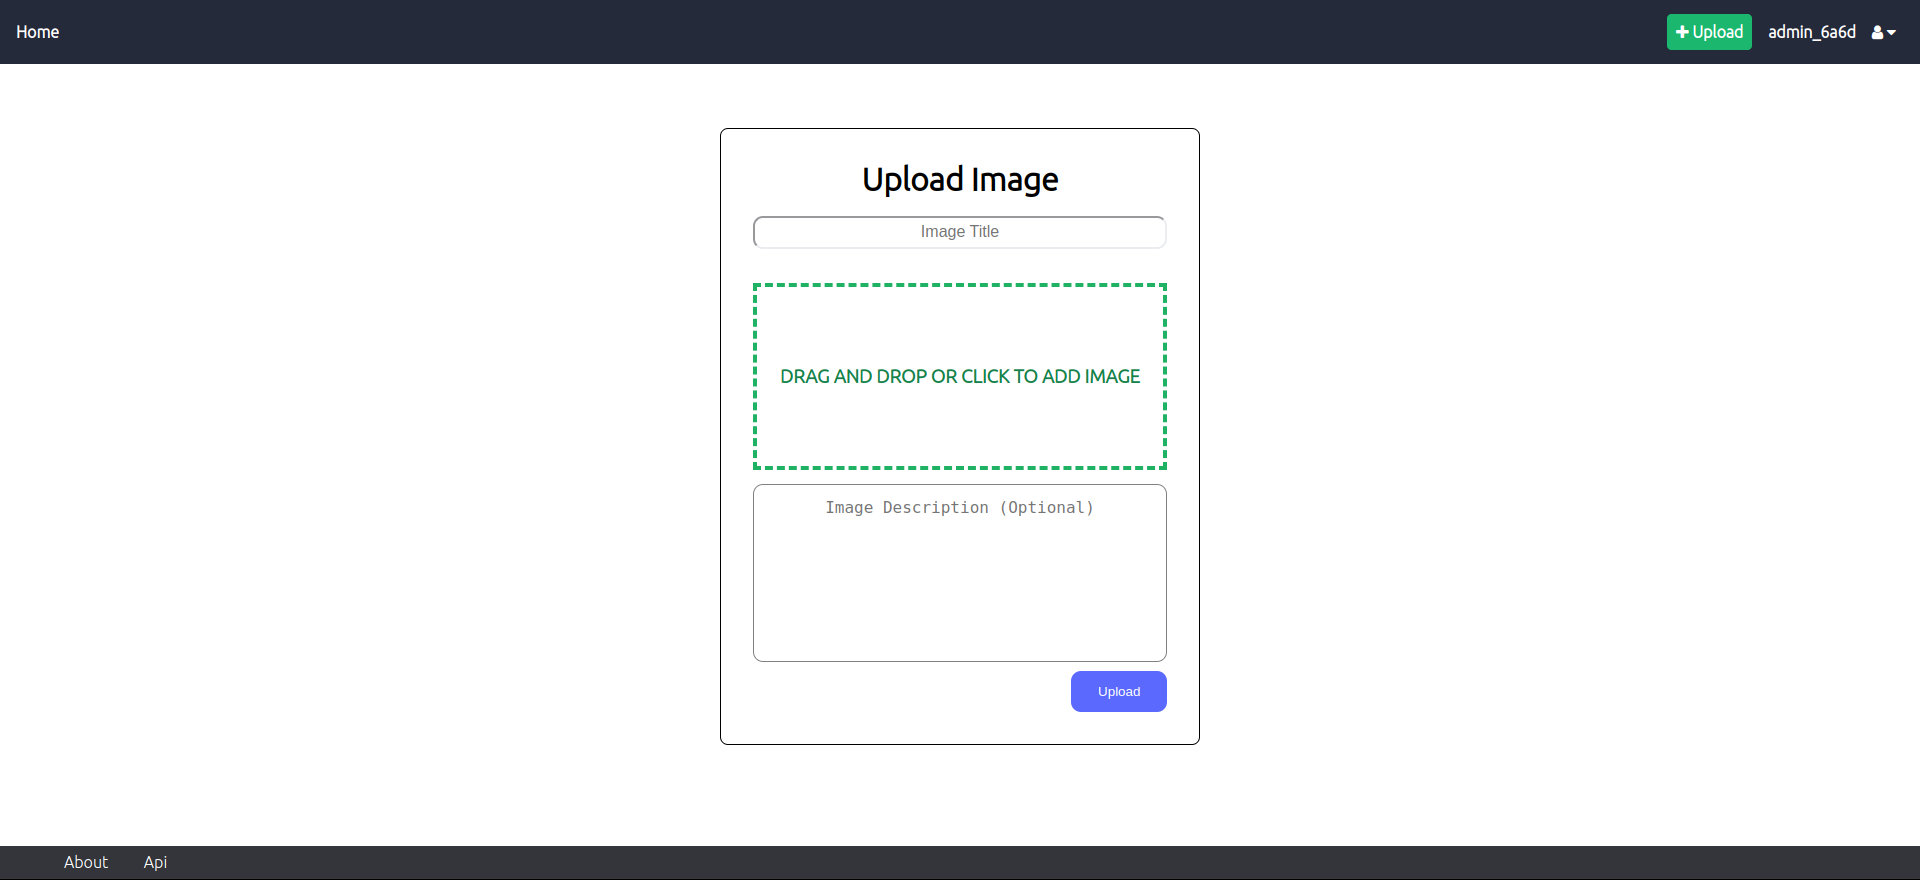 Home
Upload
admin_6a6d
Upload Image
Image Title
DRAG AND DROP OR CLICK TO ADD IMAGE
Image Description (Optional)
Upload
About
Api